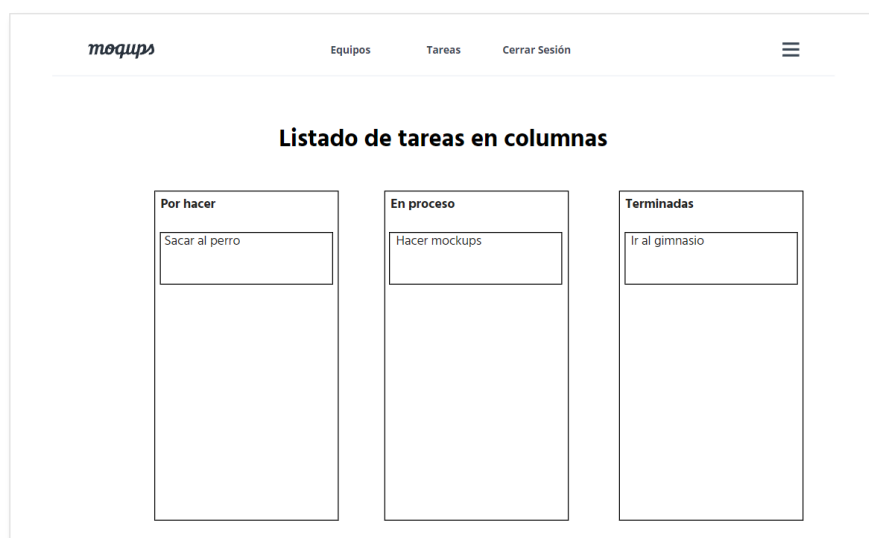 moqups
Equipos Tareas Cerrar Sesión
Listado de tareas en columnas
Por hacer
Sacar al perro
En proceso
Hacer mockups
Terminadas
Ir al gimnasio